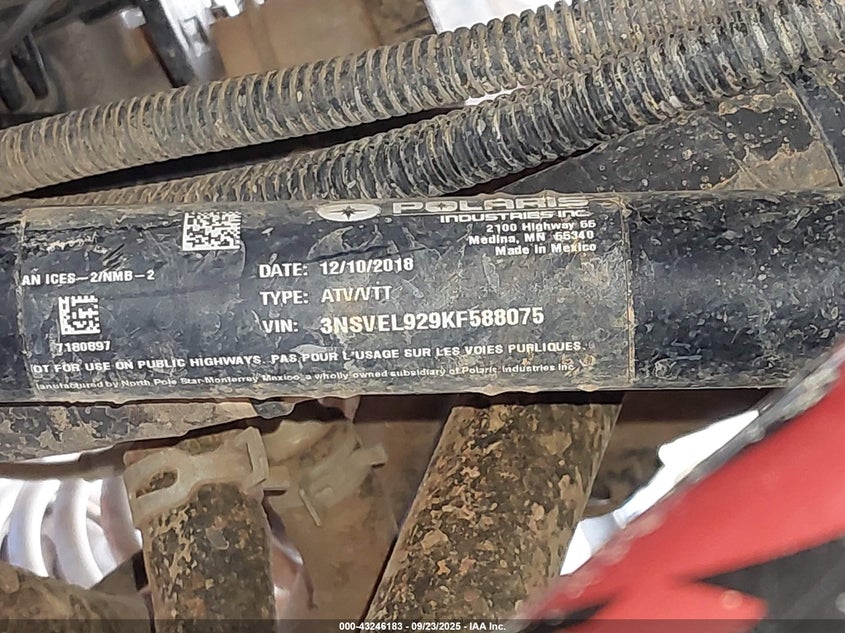 POLARIS
INDUSTRIES INC.
2100 Highway 55
Medina, MN 55340
Made in Mexico
AN ICES-2/NMB-2
DATE: 12/10/2018
TYPE: ATV/VTT
VIN: 3NSVEL929KF588075
7180897
OT FOR USE ON PUBLIC HIGHWAYS. PAS POUR L'USAGE SUR LES VOIES PUBLIQUES.
lanufactured by North Pole Star-Monterrey Mexico, a wholly owned subsidiary of Polaris Industries Inc.
000-43246183 - 09/23/2025 - IAA Inc.